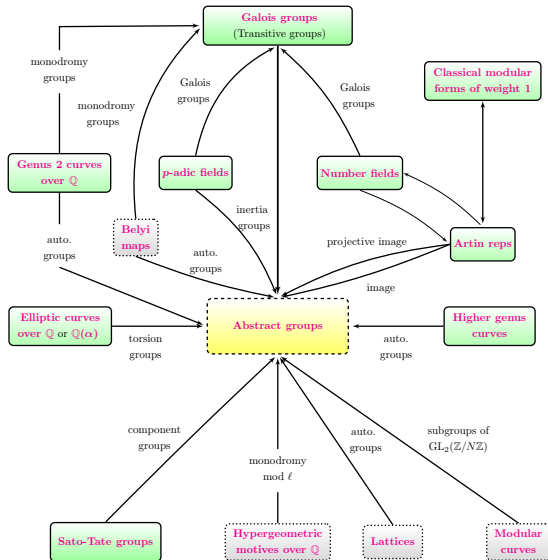 Galois groups
(Transitive groups)
monodromy
groups
monodromy
groups
Galois
groups
Galois
groups
Classical modular
forms of weight 1
Genus 2 curves
over ℚ
p-adic fields
Number fields
inertia
groups
Belyi
maps
auto.
groups
auto.
groups
projective image
Artin reps
image
Elliptic curves
over ℚ or ℚ(α)
torsion
groups
Abstract groups
auto.
groups
Higher genus
curves
component
groups
auto.
groups
subgroups of
GL₂(ℤ/Nℤ)
monodromy
mod ℓ
Sato-Tate groups
Hypergeometric
motives over ℚ
Lattices
Modular
curves